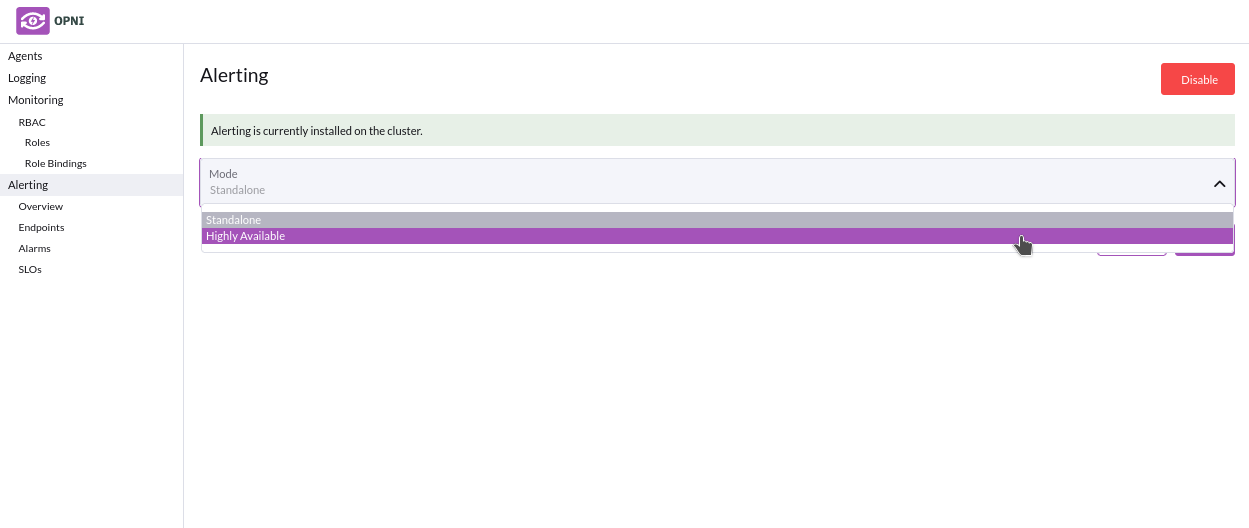 OPNI
Agents
Logging
Monitoring
RBAC
Roles
Role Bindings
Alerting
Overview
Endpoints
Alarms
SLOs
Alerting
Disable
Alerting is currently installed on the cluster.
Mode
Standalone
Standalone
Highly Available